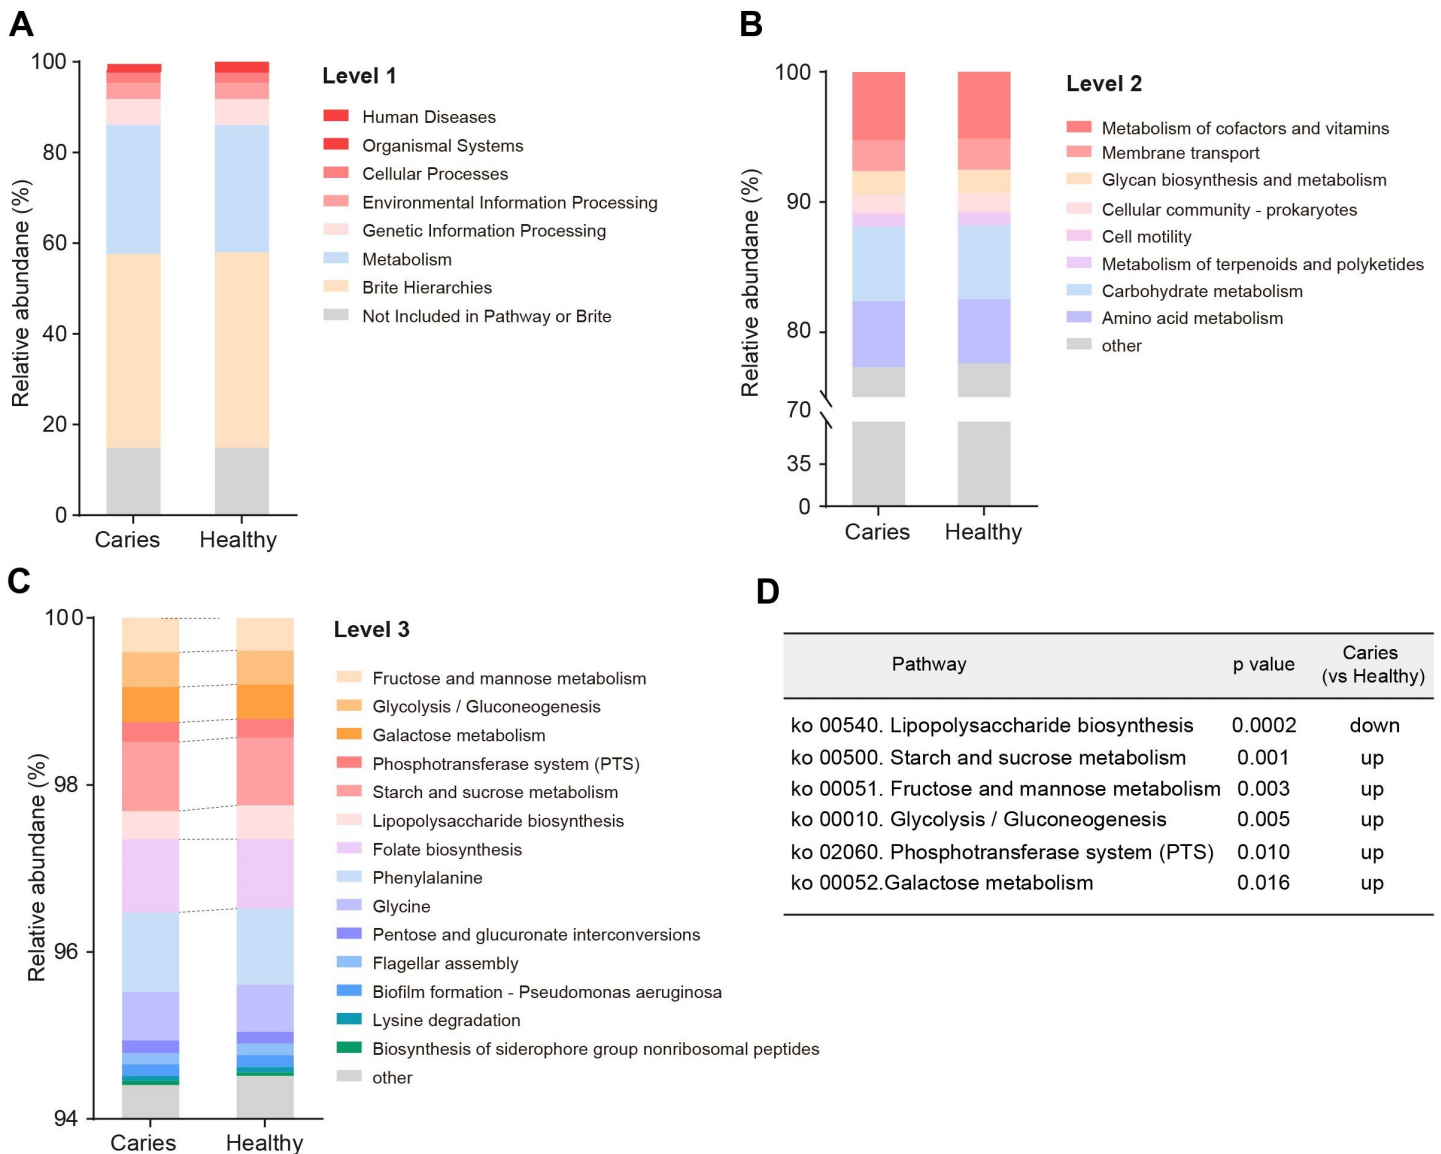 A
Relative abundane (%)
100
80
60
40
20
0
Caries
Healthy
Level 1
Human Diseases
Organismal Systems
Cellular Processes
Environmental Information Processing
Genetic Information Processing
Metabolism
Brite Hierarchies
Not Included in Pathway or Brite
B
Relative abundane (%)
100
90
80
70
35
0
Caries
Healthy
Level 2
Metabolism of cofactors and vitamins
Membrane transport
Glycan biosynthesis and metabolism
Cellular community - prokaryotes
Cell motility
Metabolism of terpenoids and polyketides
Carbohydrate metabolism
Amino acid metabolism
other
C
Relative abundane (%)
100
98
96
94
Caries
Healthy
Level 3
Fructose and mannose metabolism
Glycolysis / Gluconeogenesis
Galactose metabolism
Phosphotransferase system (PTS)
Starch and sucrose metabolism
Lipopolysaccharide biosynthesis
Folate biosynthesis
Phenylalanine
Glycine
Pentose and glucuronate interconversions
Flagellar assembly
Biofilm formation - Pseudomonas aeruginosa
Lysine degradation
Biosynthesis of siderophore group nonribosomal peptides
other
D
Pathway p value Caries (vs Healthy)
ko 00540. Lipopolysaccharide biosynthesis 0.0002 down
ko 00500. Starch and sucrose metabolism 0.001 up
ko 00051. Fructose and mannose metabolism 0.003 up
ko 00010. Glycolysis / Gluconeogenesis 0.005 up
ko 02060. Phosphotransferase system (PTS) 0.010 up
ko 00052.Galactose metabolism 0.016 up